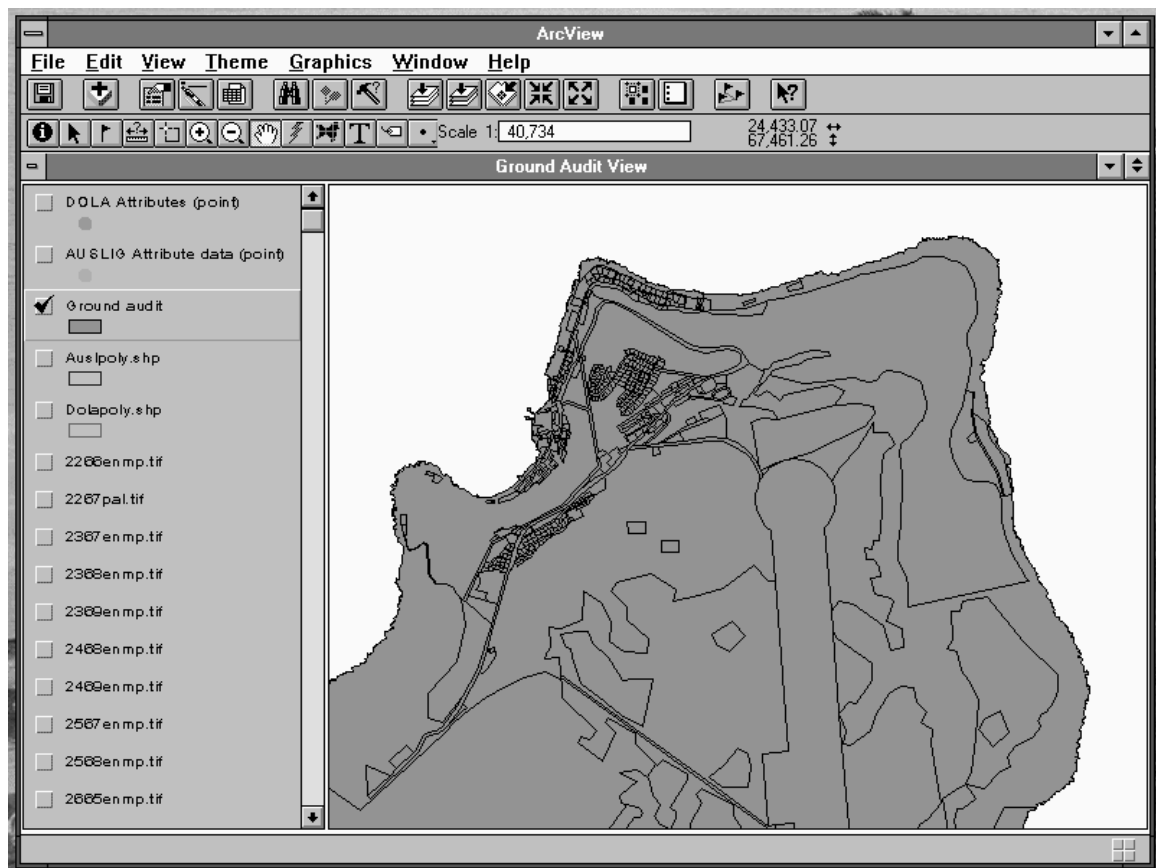 ArcView
File Edit View Theme Graphics Window Help
Scale 1: 40,734
24,433.07
67,461.26
Ground Audit View
DOLA Attributes (point)
AUSLIG Attribute data (point)
Ground audit
Auslpoly.shp
Dolapoly.shp
2266enmp.tif
2267pal.tif
2367enmp.tif
2368enmp.tif
2369enmp.tif
2468enmp.tif
2469enmp.tif
2567enmp.tif
2568enmp.tif
2665enmp.tif